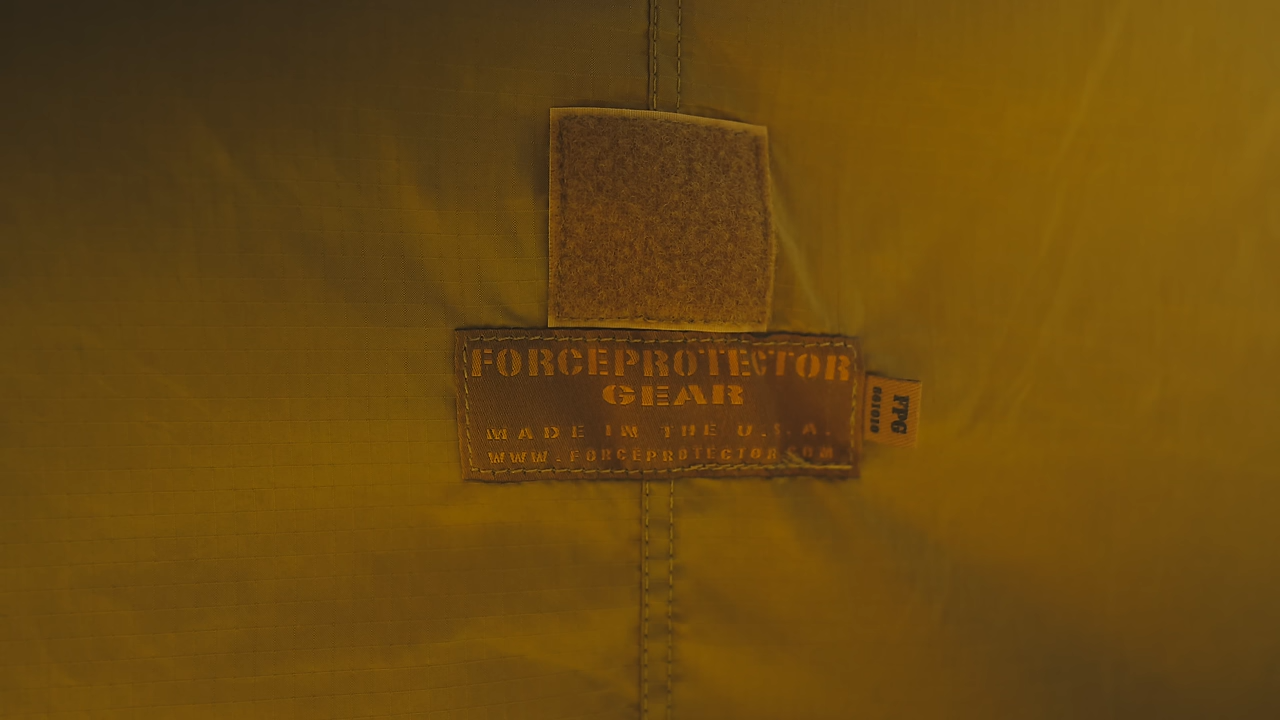 FORCEPROTECTOR
GEAR
MADE IN THE U.S.A.
WWW.FORCEPROTECTOR.COM
FPG